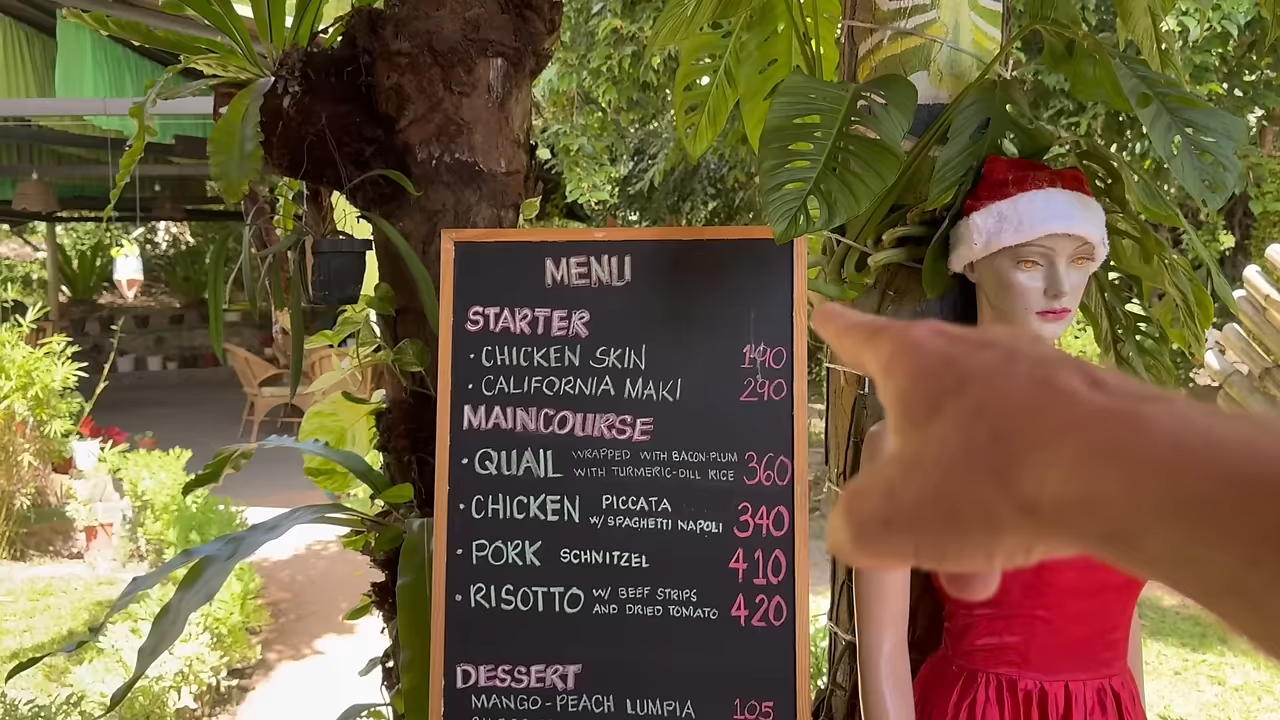 MENU
STARTER
• CHICKEN SKIN 190
• CALIFORNIA MAKI 290
MAINCOURSE
• QUAIL WRAPPED WITH BACON-PLUM
WITH TURMERIC-DILL RICE 360
• CHICKEN PICCATA
W/SPAGHETTI NAPOLI 340
• PORK SCHNITZEL 410
• RISOTTO W/ BEEF STRIPS
AND DRIED TOMATO 420
DESSERT
MANGO-PEACH LUMPIA 105